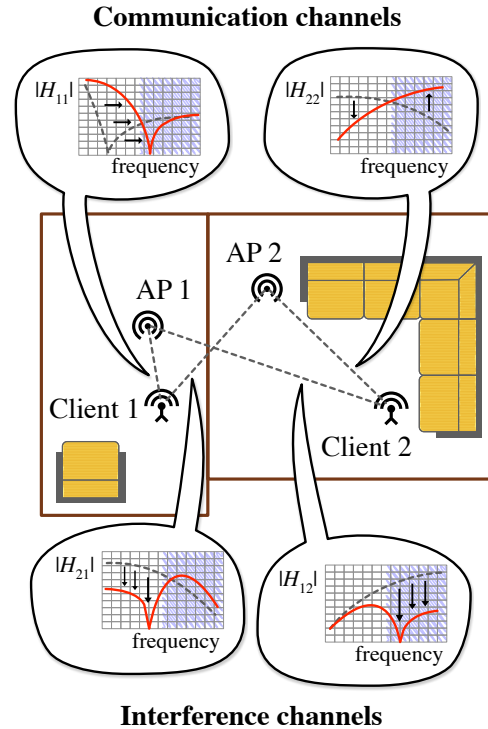 Communication channels
|H11|
frequency
|H22|
frequency
AP 2
AP 1
Client 1
Client 2
|H21|
frequency
|H12|
frequency
Interference channels